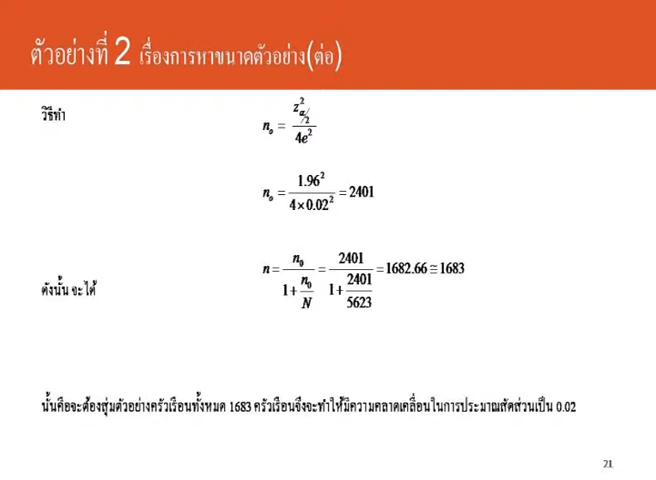 ตัวอย่างที่ 2 เรื่องการหาขนาดตัวอย่าง(ต่อ)
วิธีทำ
n_o = z²_{α/2} / 4e²
n_o = 1.96² / 4×0.02² = 2401
ดังนั้น จะได้
n = n_0 / (1 + n_0/N) = 2401 / (1 + 2401/5623) = 1682.66 ≅ 1683
นั้นคือจะต้องสุ่มตัวอย่างครัวเรือนทั้งหมด 1683 ครัวเรือนจึงจะทำให้มีความคลาดเคลื่อนในการประมาณสัดส่วนเป็น 0.02
21